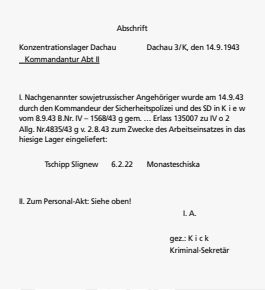 Abschrift
Konzentrationslager Dachau Dachau 3/K, den 14.9.1943
Kommandantur Abt II
I. Nachgenannter sowjetrussischer Angehöriger wurde am 14.9.43
durch den Kommandeur der Sicherheitspolizei und des SD in K i e w
vom 8.9.43 B.Nr. IV – 1568/43 g gem. … Erlass 135007 zu IV o 2
Allg. Nr.4835/43 g v. 2.8.43 zum Zwecke des Arbeitseinsatzes in das
hiesige Lager eingeliefert:
Tschipp Slignew 6.2.22 Monasteschiska
II. Zum Personal-Akt: Siehe oben!
I. A.
gez.: K i c k
Kriminal-Sekretär